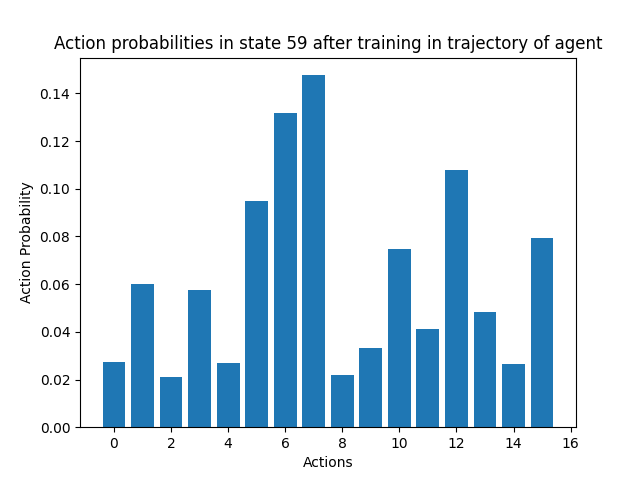 Action probabilities in state 59 after training in trajectory of agent
0.14
0.12
0.10
0.08
0.06
0.04
0.02
0.00
Action Probability
0 2 4 6 8 10 12 14 16
Actions